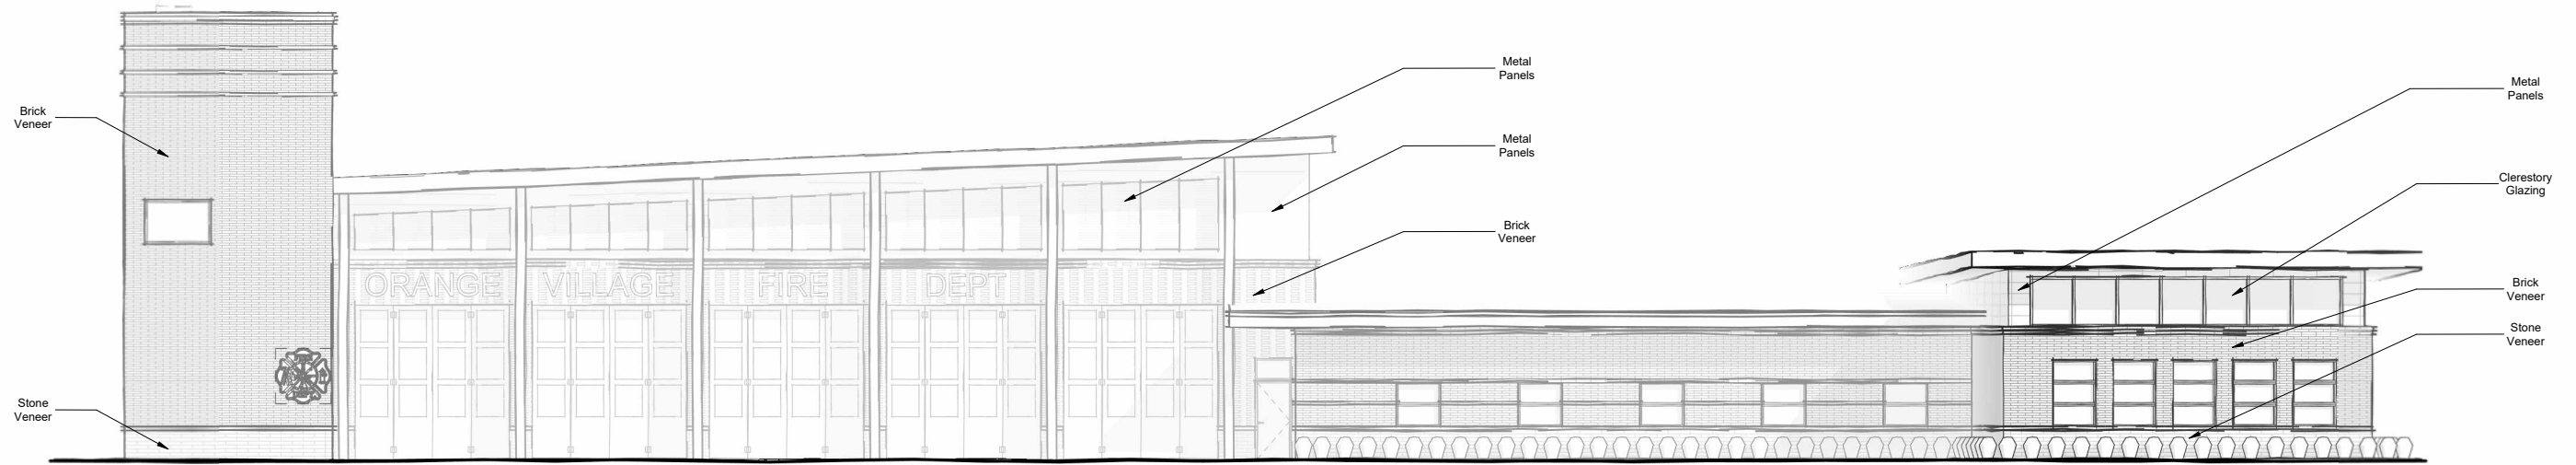 Brick
Veneer
Stone
Veneer
ORANGE VILLAGE FIRE DEPT
Metal
Panels
Metal
Panels
Brick
Veneer
Metal
Panels
Clerestory
Glazing
Brick
Veneer
Stone
Veneer